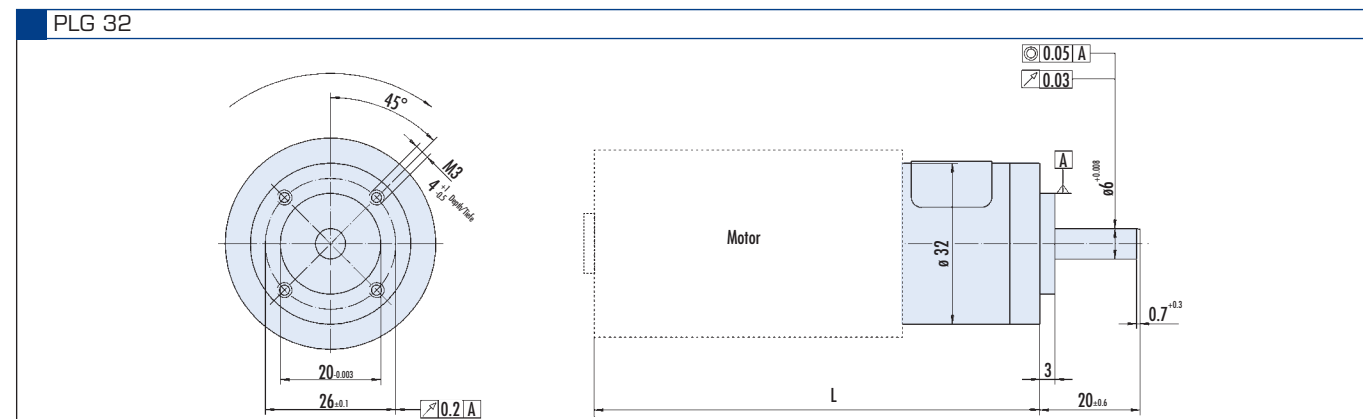 PLG 32
45°
M3
4 +1 -0.5 Depth/Tiefe
20 -0.003
26 ±0.1
0.2 A
Motor
ø 32
L
◎ 0.05 A
↗ 0.03
A
ø6 +0.008
0.7 +0.3
3
20 ±0.6